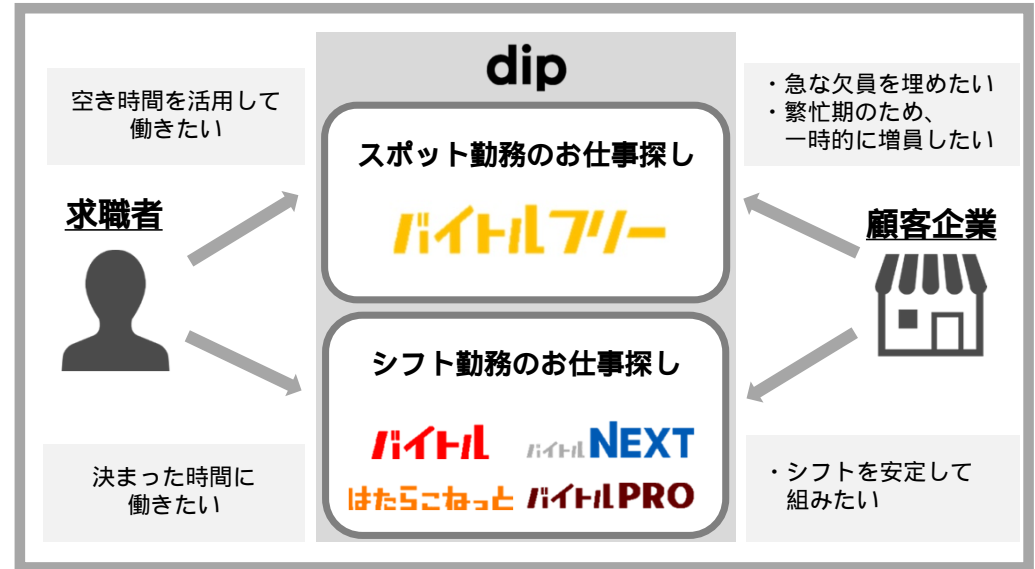 dip
空き時間を活用して
働きたい
・急な欠員を埋めたい
・繁忙期のため、
一時的に増員したい
スポット勤務のお仕事探し
バイトルフリー
求職者
顧客企業
シフト勤務のお仕事探し
バイトル バイトルNEXT
はたらこねっと バイトルPRO
決まった時間に
働きたい
・シフトを安定して
組みたい